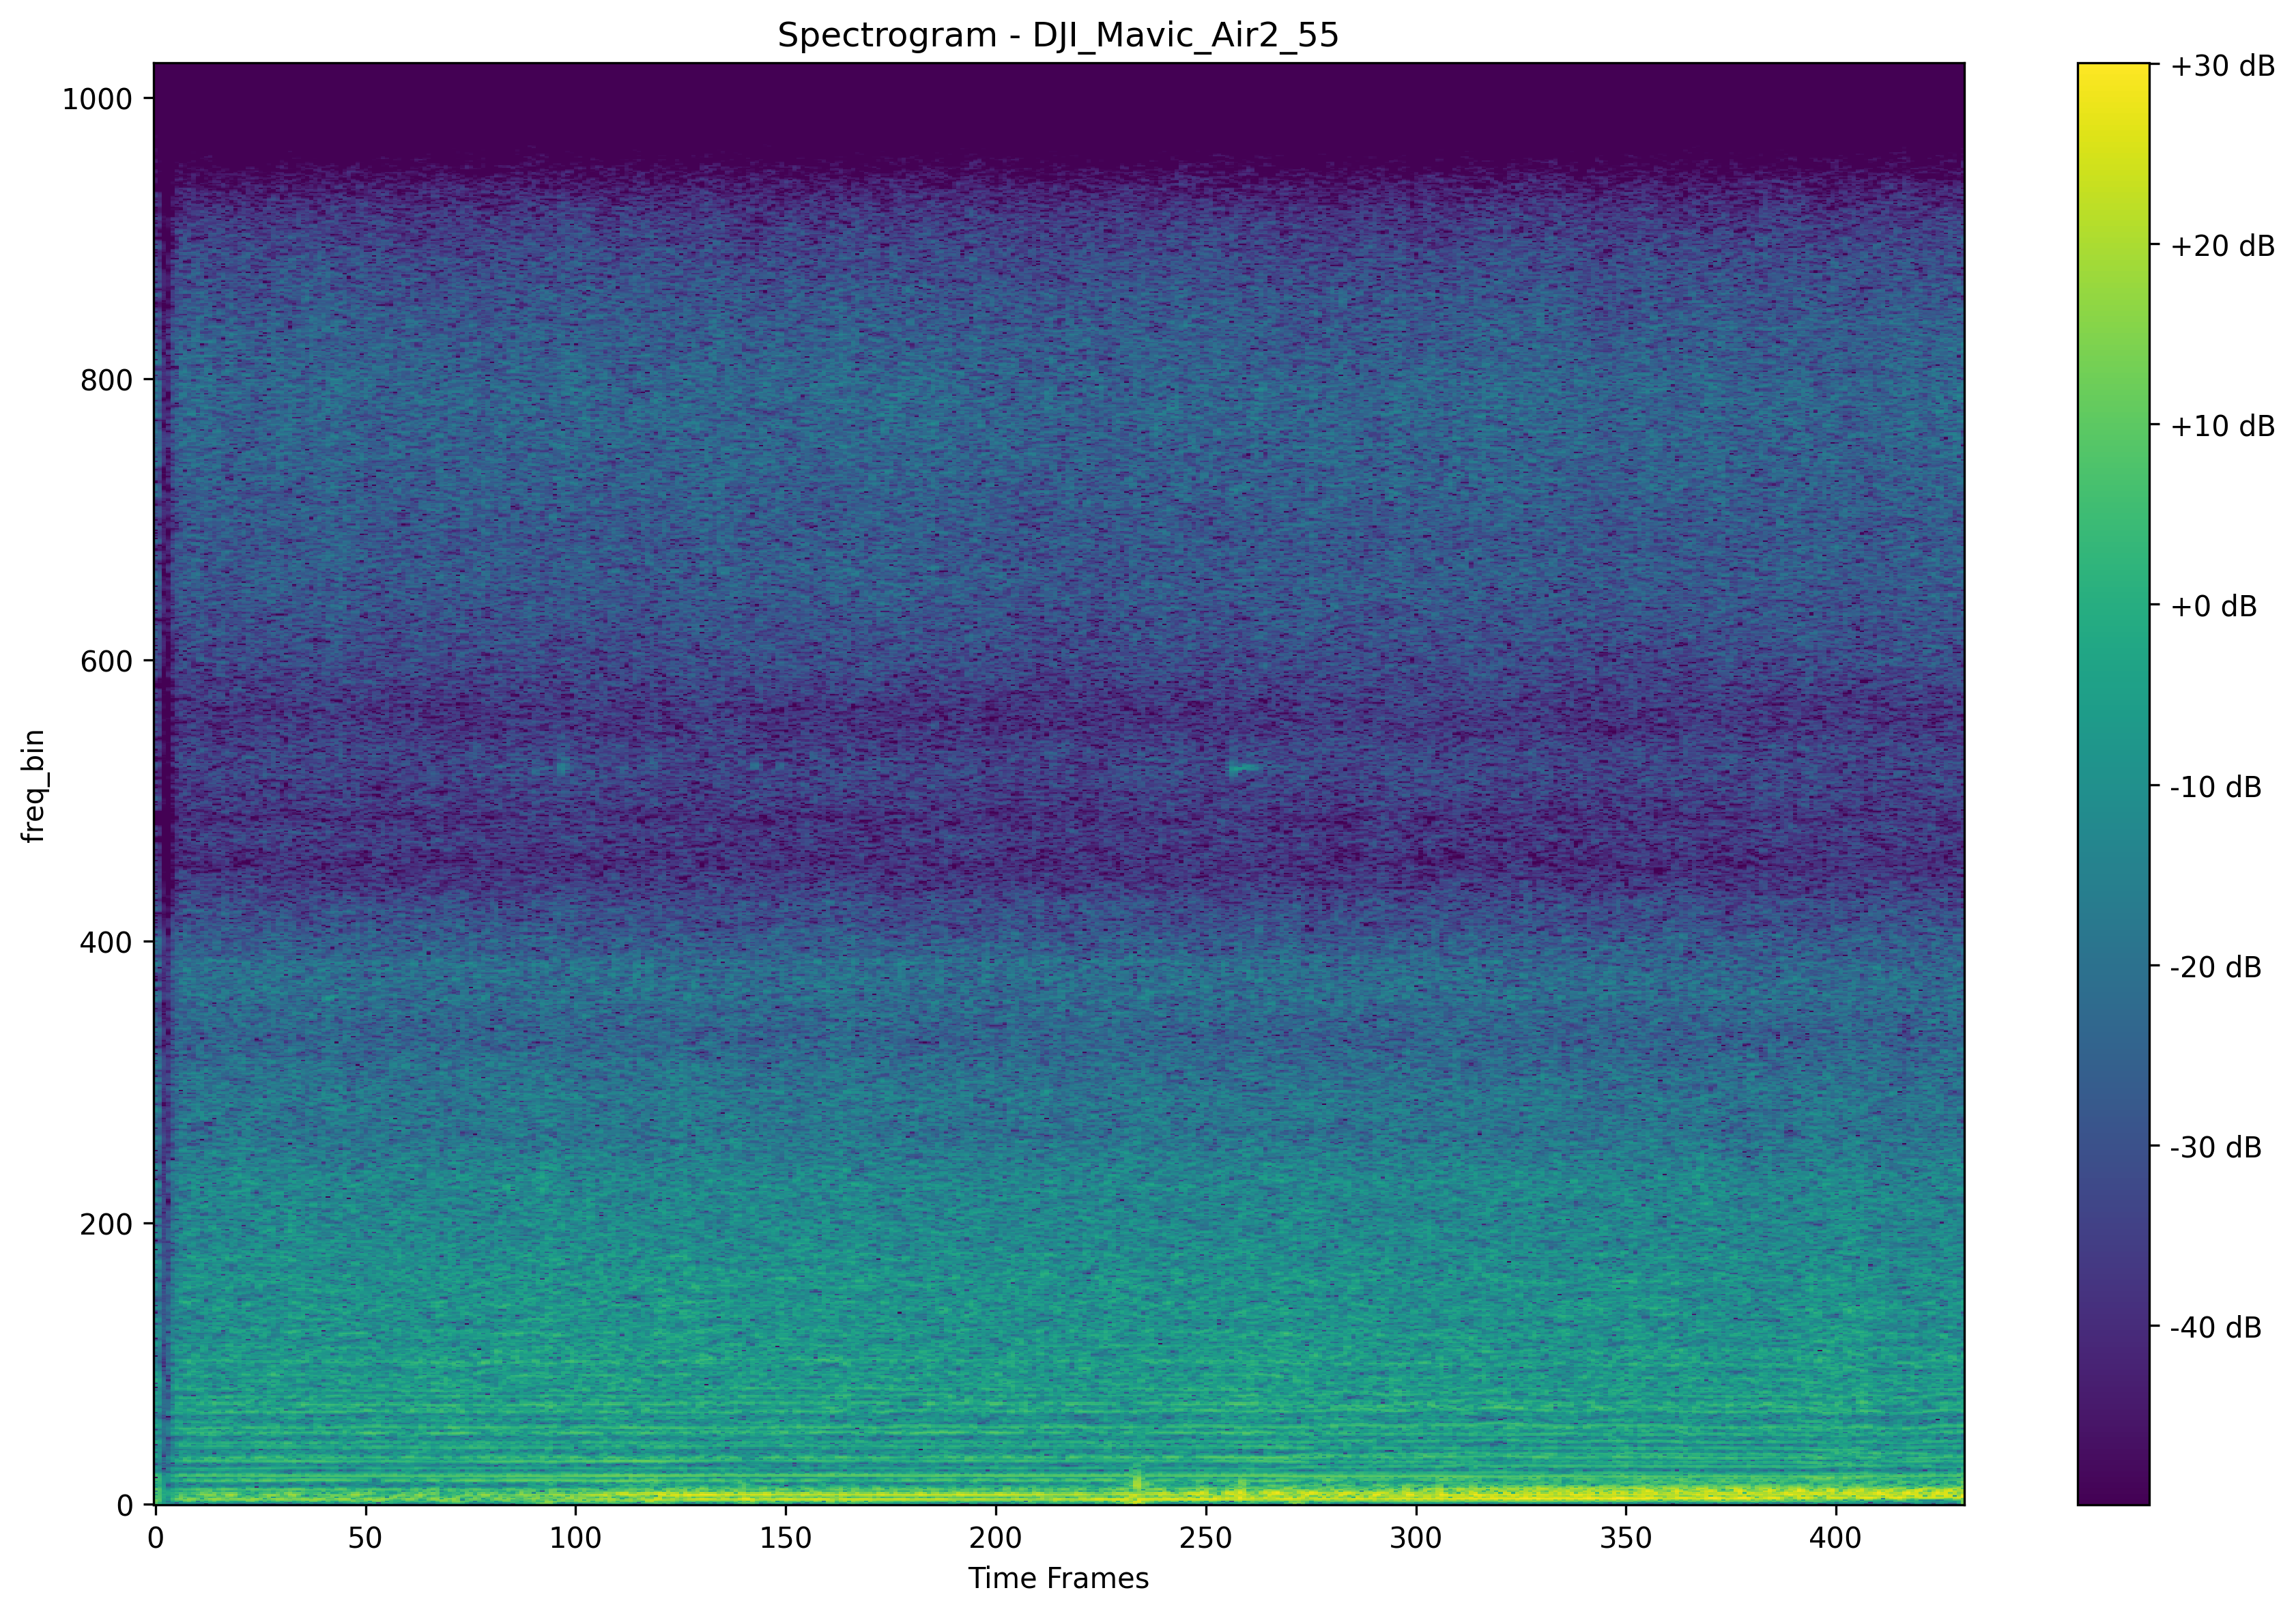 Spectrogram - DJI_Mavic_Air2_55
+30 dB
+20 dB
+10 dB
+0 dB
-10 dB
-20 dB
-30 dB
-40 dB
1000
800
600
400
200
0
freq_bin
0 50 100 150 200 250 300 350 400
Time Frames